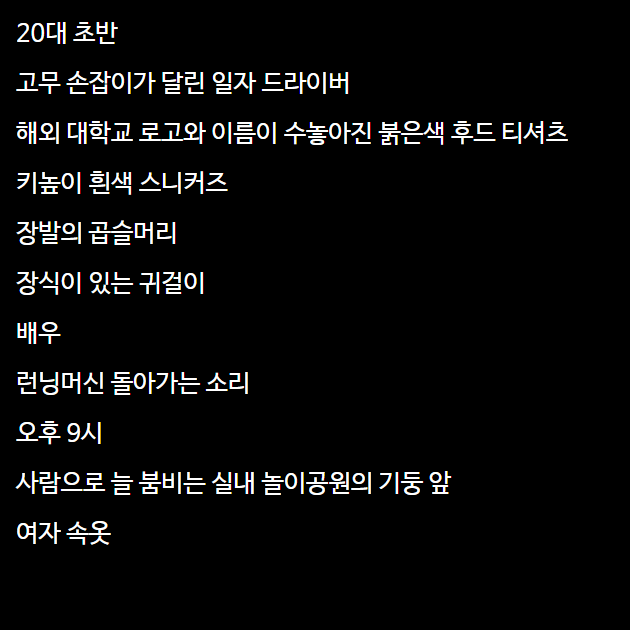 20대 초반
고무 손잡이가 달린 일자 드라이버
해외 대학교 로고와 이름이 수놓아진 붉은색 후드 티셔츠
키높이 흰색 스니커즈
장발의 곱슬머리
장식이 있는 귀걸이
배우
런닝머신 돌아가는 소리
오후 9시
사람으로 늘 붐비는 실내 놀이공원의 기둥 앞
여자 속옷